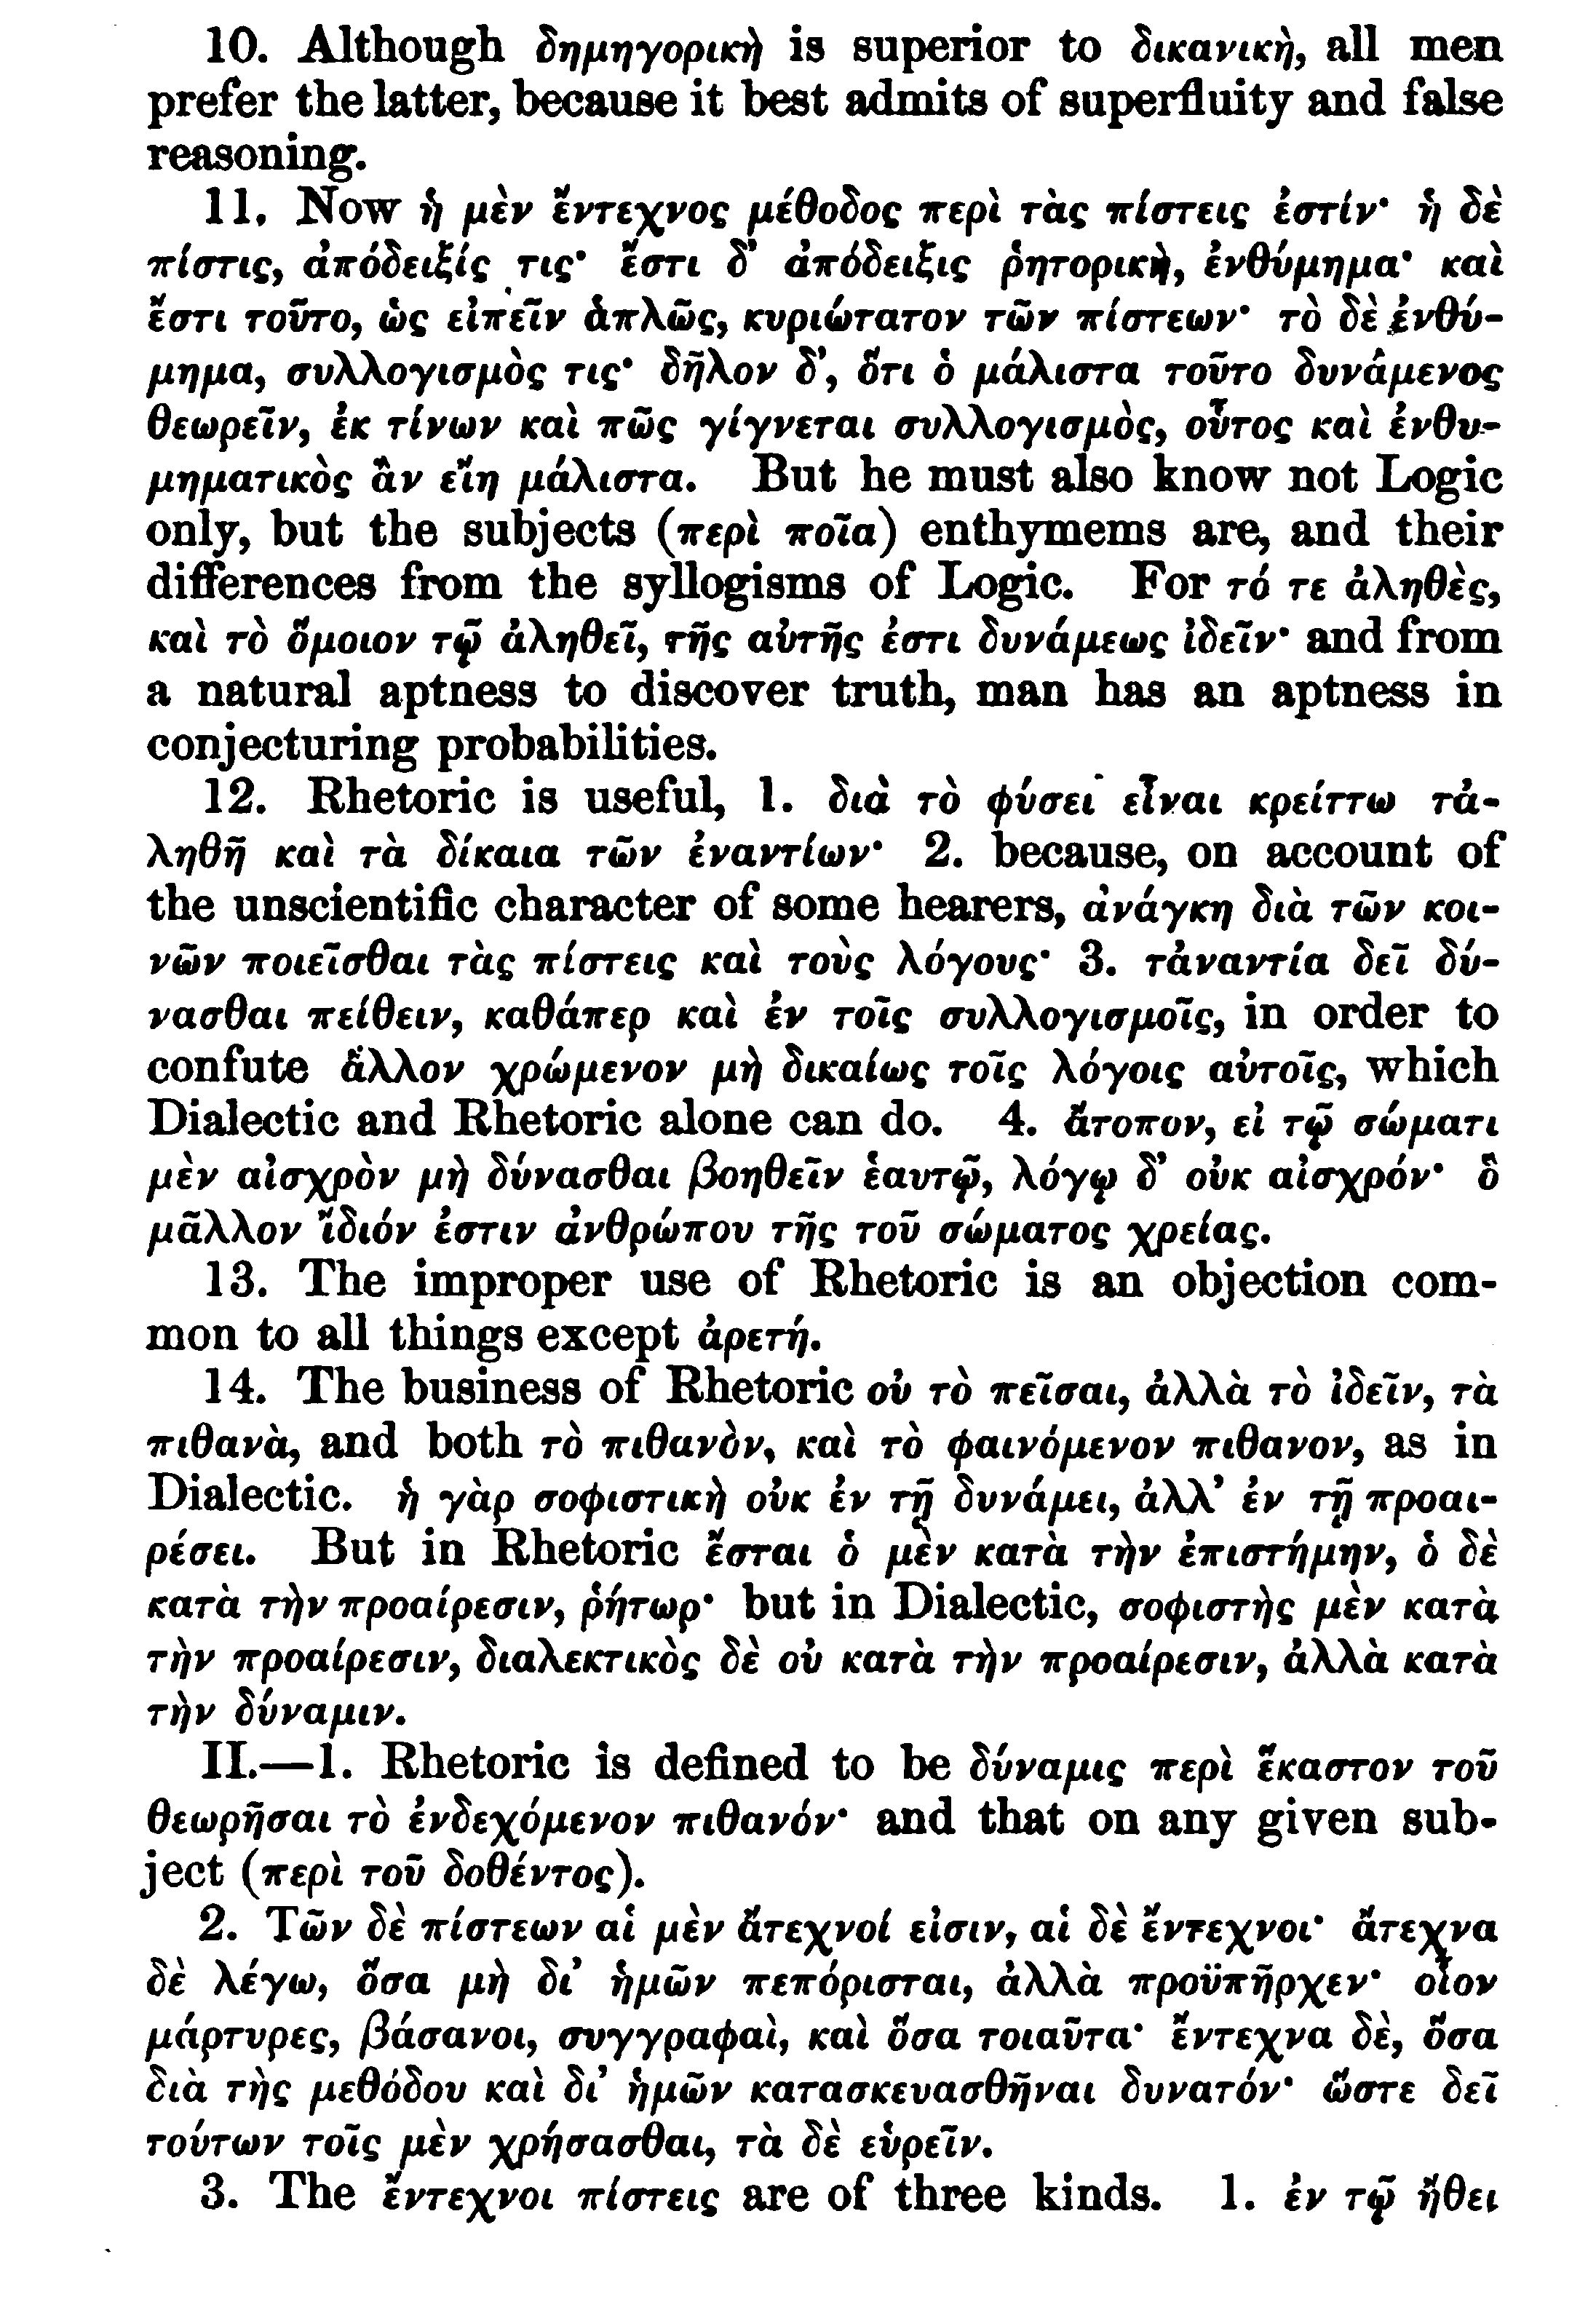 10. Although δημηγορικὴ is superior to δικανικὴ, all men
prefer the latter, because it best admits of superfluity and false
reasoning.
11. Now ἡ μὲν ἔντεχνος μέθοδος περὶ τὰς πίστεις ἐστίν· ἡ δὲ
πίστις, ἀπόδειξίς τις· ἔστι δ’ ἀπόδειξις ῥητορικὴ, ἐνθύμημα· καὶ
ἔστι τοῦτο, ὡς εἰπεῖν ἁπλῶς, κυριώτατον τῶν πίστεων· τὸ δὲ ἐνθύ-
μημα, συλλογισμὸς τις· δῆλον δ’, ὅτι ὁ μάλιστα τοῦτο δυνάμενος
θεωρεῖν, ἐκ τίνων καὶ πῶς γίγνεται συλλογισμὸς, οὗτος καὶ ἐνθυ-
μηματικὸς ἂν εἴη μάλιστα. But he must also know not Logic
only, but the subjects (περὶ ποῖα) enthymems are, and their
differences from the syllogisms of Logic. For τό τε ἀληθὲς,
καὶ τὸ ὅμοιον τῷ ἀληθεῖ, τῆς αὐτῆς ἐστι δυνάμεως ἰδεῖν· and from
a natural aptness to discover truth, man has an aptness in
conjecturing probabilities.
12. Rhetoric is useful, 1. διὰ τὸ φύσει εἶναι κρείττω τἀ-
ληθῆ καὶ τὰ δίκαια τῶν ἐναντίων· 2. because, on account of
the unscientific character of some hearers, ἀνάγκη διὰ τῶν κοι-
νῶν ποιεῖσθαι τὰς πίστεις καὶ τοὺς λόγους· 3. τἀναντία δεῖ δύ-
νασθαι πείθειν, καθάπερ καὶ ἐν τοῖς συλλογισμοῖς, in order to
confute ἄλλον χρώμενον μὴ δικαίως τοῖς λόγοις αὐτοῖς, which
Dialectic and Rhetoric alone can do. 4. ἄτοπον, εἰ τῷ σώματι
μὲν αἰσχρὸν μὴ δύνασθαι βοηθεῖν ἑαυτῷ, λόγῳ δ’ οὐκ αἰσχρόν· ὃ
μᾶλλον ἴδιόν ἐστιν ἀνθρώπου τῆς τοῦ σώματος χρείας.
13. The improper use of Rhetoric is an objection com-
mon to all things except ἀρετή.
14. The business of Rhetoric οὐ τὸ πεῖσαι, ἀλλὰ τὸ ἰδεῖν, τὰ
πιθανὰ, and both τὸ πιθανὸν, καὶ τὸ φαινόμενον πιθανον, as in
Dialectic. ἡ γὰρ σοφιστικὴ οὐκ ἐν τῇ δυνάμει, ἀλλ’ ἐν τῇ προαι-
ρέσει. But in Rhetoric ἔσται ὁ μὲν κατὰ τὴν ἐπιστήμην, ὁ δὲ
κατὰ τὴν προαίρεσιν, ῥήτωρ· but in Dialectic, σοφιστὴς μὲν κατὰ
τὴν προαίρεσιν, διαλεκτικὸς δὲ οὐ κατὰ τὴν προαίρεσιν, ἀλλὰ κατὰ
τὴν δύναμιν.
II.—1. Rhetoric is defined to be δύναμις περὶ ἕκαστον τοῦ
θεωρῆσαι τὸ ἐνδεχόμενον πιθανόν· and that on any given sub-
ject (περὶ τοῦ δοθέντος).
2. Τῶν δὲ πίστεων αἱ μὲν ἄτεχνοί εἰσιν, αἱ δὲ ἔντεχνοι· ἄτεχνα
δὲ λέγω, ὅσα μὴ δι’ ἡμῶν πεπόρισται, ἀλλὰ προϋπῆρχεν· οἷον
μάρτυρες, βάσανοι, συγγραφαὶ, καὶ ὅσα τοιαῦτα· ἔντεχνα δὲ, ὅσα
διὰ τὴς μεθόδου καὶ δι’ ἡμῶν κατασκευασθῆναι δυνατόν· ὥστε δεῖ
τούτων τοῖς μὲν χρήσασθαι, τὰ δὲ εὑρεῖν.
3. The ἔντεχνοι πίστεις are of three kinds. 1. ἐν τῷ ἤθει